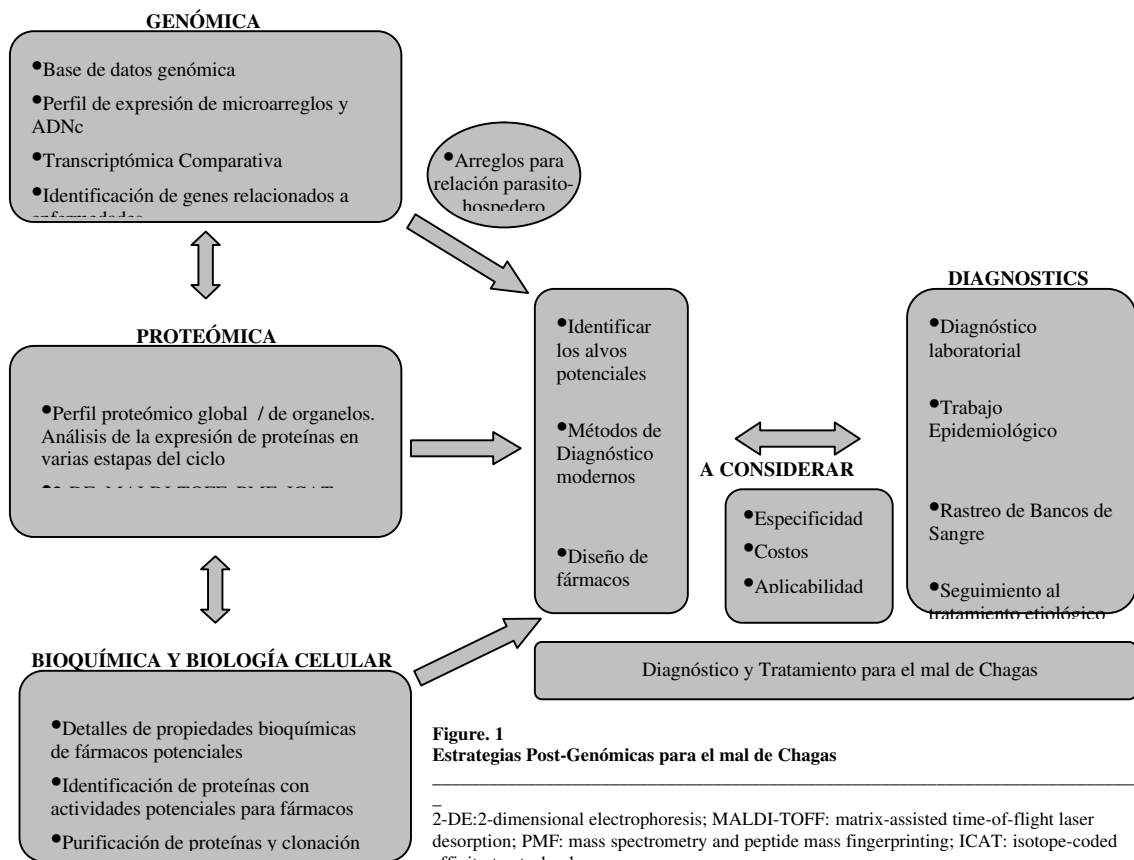 GENÓMICA
•Base de datos genómica
•Perfil de expresión de microarreglos y
ADNc
•Transcriptómica Comparativa
•Identificación de genes relacionados a
•Arreglos para
relación parasito-
hospedero
PROTEÓMICA
•Perfil proteómico global / de organelos.
Análisis de la expresión de proteínas en
varias estapas del ciclo
BIOQUÍMICA Y BIOLOGÍA CELULAR
•Detalles de propiedades bioquímicas
de fármacos potenciales
•Identificación de proteínas con
actividades potenciales para fármacos
•Purificación de proteínas y clonación
•Identificar
los alvos
potenciales
•Métodos de
Diagnóstico
modernos
•Diseño de
fármacos
A CONSIDERAR
•Especificidad
•Costos
•Aplicabilidad
DIAGNOSTICS
•Diagnóstico
laboratorial
•Trabajo
Epidemiológico
•Rastreo de Bancos de
Sangre
•Seguimiento al
tratamiento etiológico
Diagnóstico y Tratamiento para el mal de Chagas
Figure. 1
Estrategias Post-Genómicas para el mal de Chagas
2-DE:2-dimensional electrophoresis; MALDI-TOFF: matrix-assisted time-of-flight laser
desorption; PMF: mass spectrometry and peptide mass fingerprinting; ICAT: isotope-coded